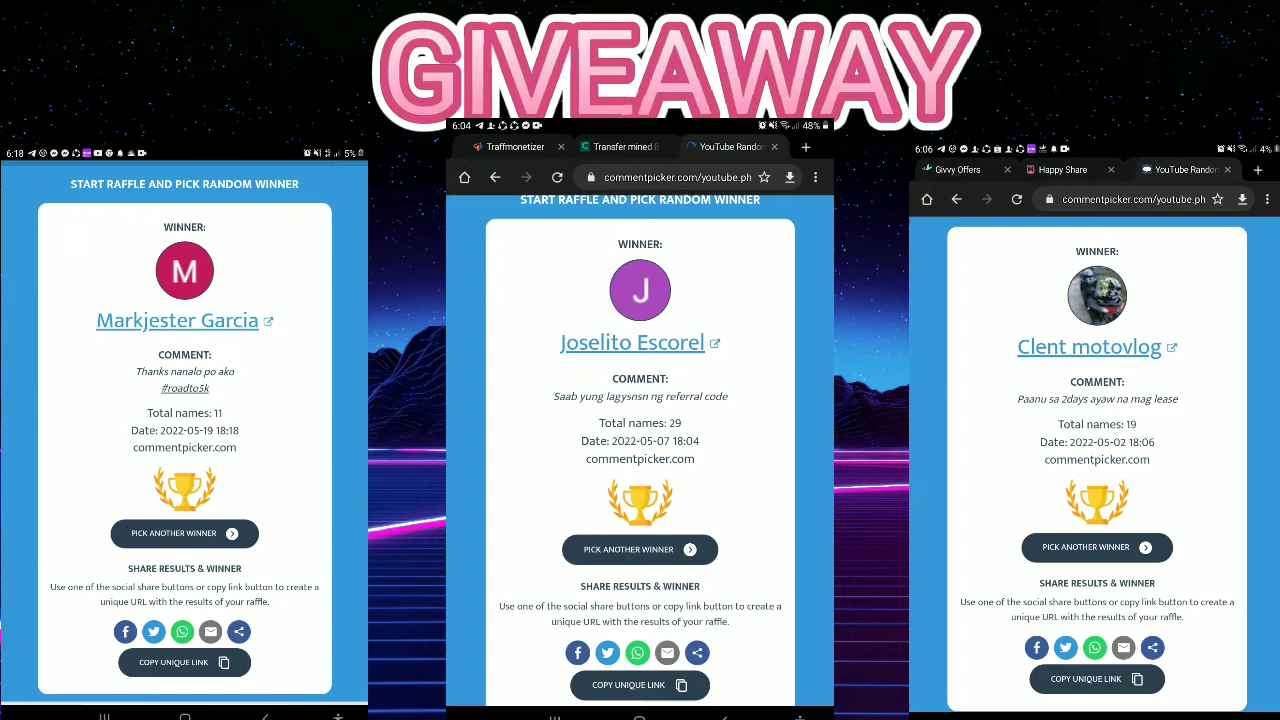 GIVEAWAY
6:18
5%
START RAFFLE AND PICK RANDOM WINNER
WINNER:
M
Markjester Garcia
COMMENT:
Thanks nanalo po ako
#roadto5k
Total names: 11
Date: 2022-05-19 18:18
commentpicker.com
PICK ANOTHER WINNER
SHARE RESULTS & WINNER
Use one of the social share buttons or copy link button to create a
unique URL with the results of your raffle.
COPY UNIQUE LINK
6:04
48%
Traffmonetizer
Transfer mined B
YouTube Random
commentpicker.com/youtube.ph
START RAFFLE AND PICK RANDOM WINNER
WINNER:
J
Joselito Escorel
COMMENT:
Saab yung lagysnsn ng referral code
Total names: 29
Date: 2022-05-07 18:04
commentpicker.com
PICK ANOTHER WINNER
SHARE RESULTS & WINNER
Use one of the social share buttons or copy link button to create a
unique URL with the results of your raffle.
COPY UNIQUE LINK
6:06
4%
Givvy Offers
Happy Share
YouTube Rando
commentpicker.com/youtube.ph
WINNER:
Clent motovlog
COMMENT:
Paanu sa 2days ayaw na mag lease
Total names: 19
Date: 2022-05-02 18:06
commentpicker.com
PICK ANOTHER WINNER
SHARE RESULTS & WINNER
Use one of the social share buttons or copy link button to create a
unique URL with the results of your raffle.
COPY UNIQUE LINK